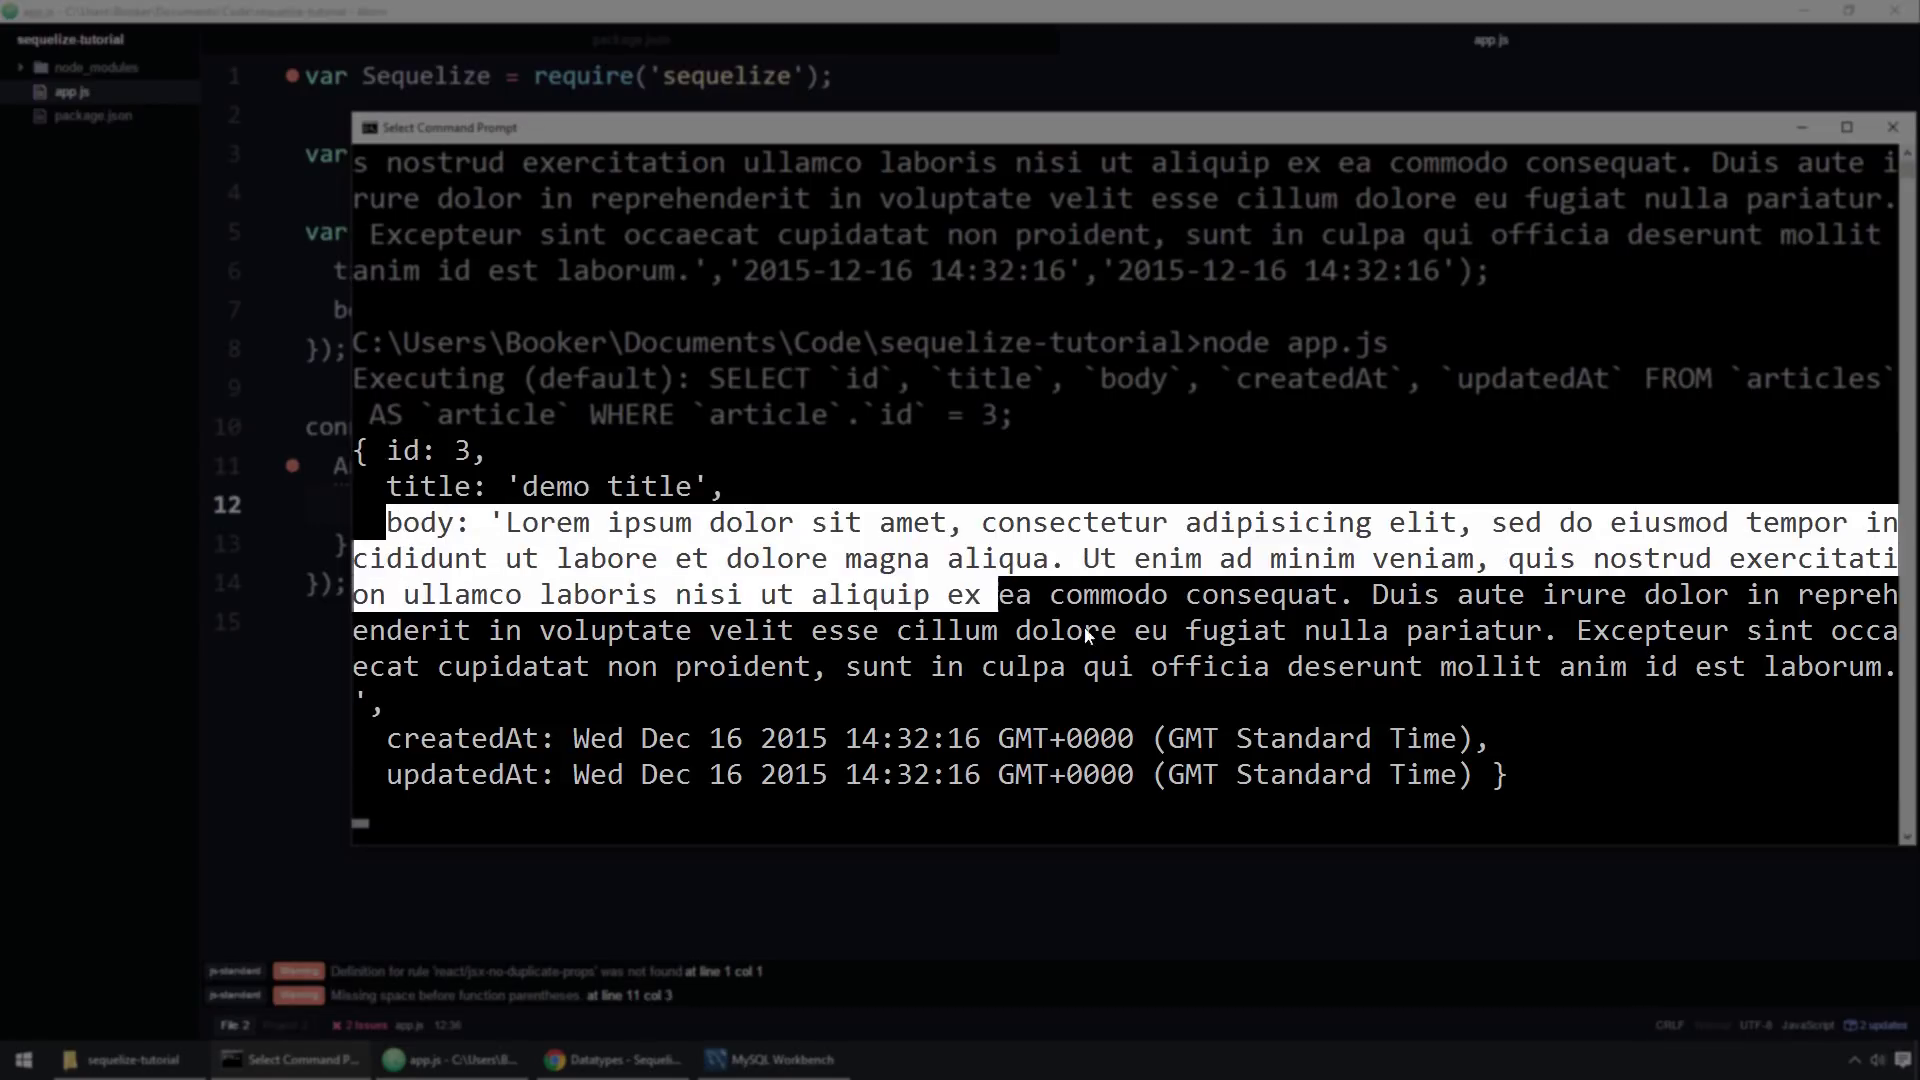 app.js - C:\Users\Booker\Documents\Code\sequelize-tutorial - Atom
sequelize-tutorial
package.json
app.js
node_modules
app.js
package.json
1 var Sequelize = require('sequelize');
2
Select Command Prompt
3 var
4
5 var
6 t
7 b
8 });
9
10 con
11 A
12
13 }
14 });
15
s nostrud exercitation ullamco laboris nisi ut aliquip ex ea commodo consequat. Duis aute i
rure dolor in reprehenderit in voluptate velit esse cillum dolore eu fugiat nulla pariatur.
Excepteur sint occaecat cupidatat non proident, sunt in culpa qui officia deserunt mollit
anim id est laborum.','2015-12-16 14:32:16','2015-12-16 14:32:16');
C:\Users\Booker\Documents\Code\sequelize-tutorial>node app.js
Executing (default): SELECT `id`, `title`, `body`, `createdAt`, `updatedAt` FROM `articles`
AS `article` WHERE `article`.`id` = 3;
{ id: 3,
title: 'demo title',
body: 'Lorem ipsum dolor sit amet, consectetur adipisicing elit, sed do eiusmod tempor in
cididunt ut labore et dolore magna aliqua. Ut enim ad minim veniam, quis nostrud exercitati
on ullamco laboris nisi ut aliquip ex ea commodo consequat. Duis aute irure dolor in repreh
enderit in voluptate velit esse cillum dolore eu fugiat nulla pariatur. Excepteur sint occa
ecat cupidatat non proident, sunt in culpa qui officia deserunt mollit anim id est laborum.
',
createdAt: Wed Dec 16 2015 14:32:16 GMT+0000 (GMT Standard Time),
updatedAt: Wed Dec 16 2015 14:32:16 GMT+0000 (GMT Standard Time) }
js-standard Warning Definition for rule 'react/jsx-no-duplicate-props' was not found at line 1 col 1
js-standard Warning Missing space before function parentheses. at line 11 col 3
File 2 Project 2 2 Issues app.js 12:36 CRLF UTF-8 JavaScript 2 updates
sequelize-tutorial Select Command P... app.js - C:\Users\B... Datatypes - Sequeli... MySQL Workbench